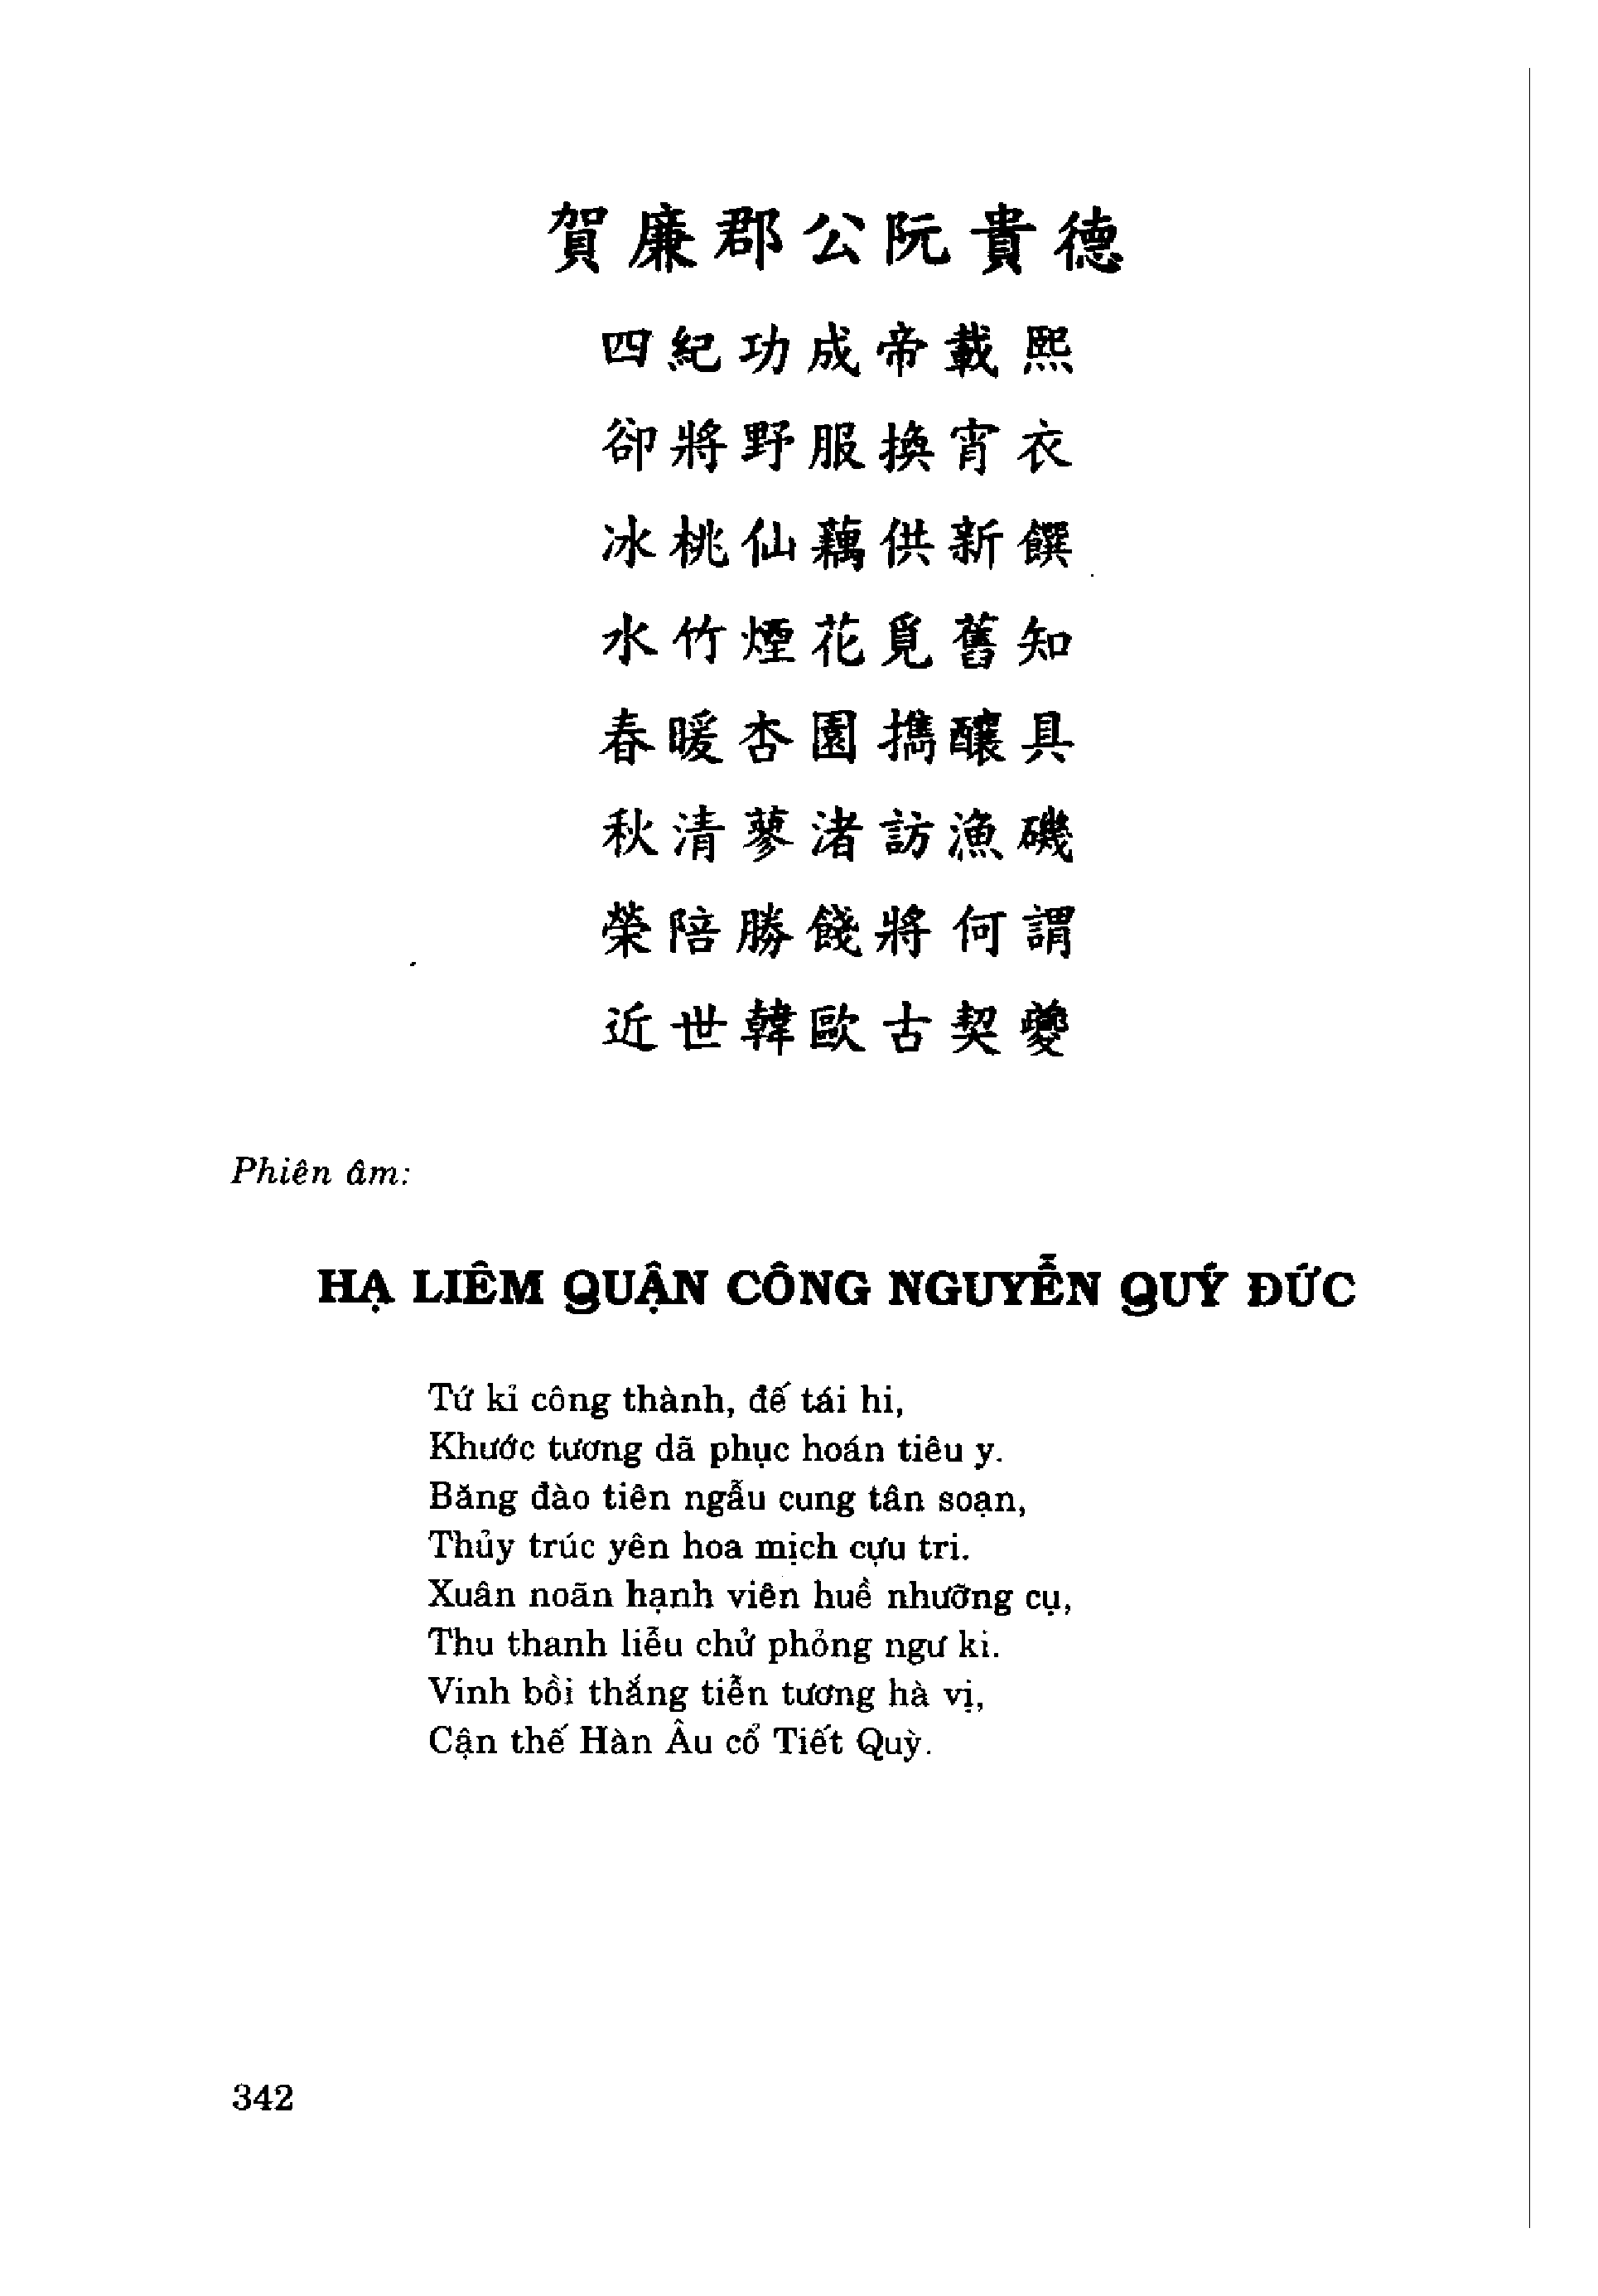 賀廉郡公阮貴德
四紀功成帝載熙
卻將野服換宵衣
冰桃仙藕供新饌
水竹煙花覓舊知
春暖杏園攜釀具
秋清蓼渚訪漁磯
榮陪勝餞將何謂
近世韓歐古契夔
Phiên âm:
HẠ LIÊM QUẬN CÔNG NGUYỄN QUÝ ĐỨC
Tứ kỉ công thành, đế tái hi,
Khước tương dã phục hoán tiêu y.
Băng đào tiên ngẫu cung tân soạn,
Thủy trúc yên hoa mịch cựu tri.
Xuân noãn hạnh viên huề nhưỡng cụ,
Thu thanh liễu chử phỏng ngư ki.
Vinh bồi thắng tiễn tương hà vị,
Cận thế Hàn Âu cổ Tiết Quỳ.
342